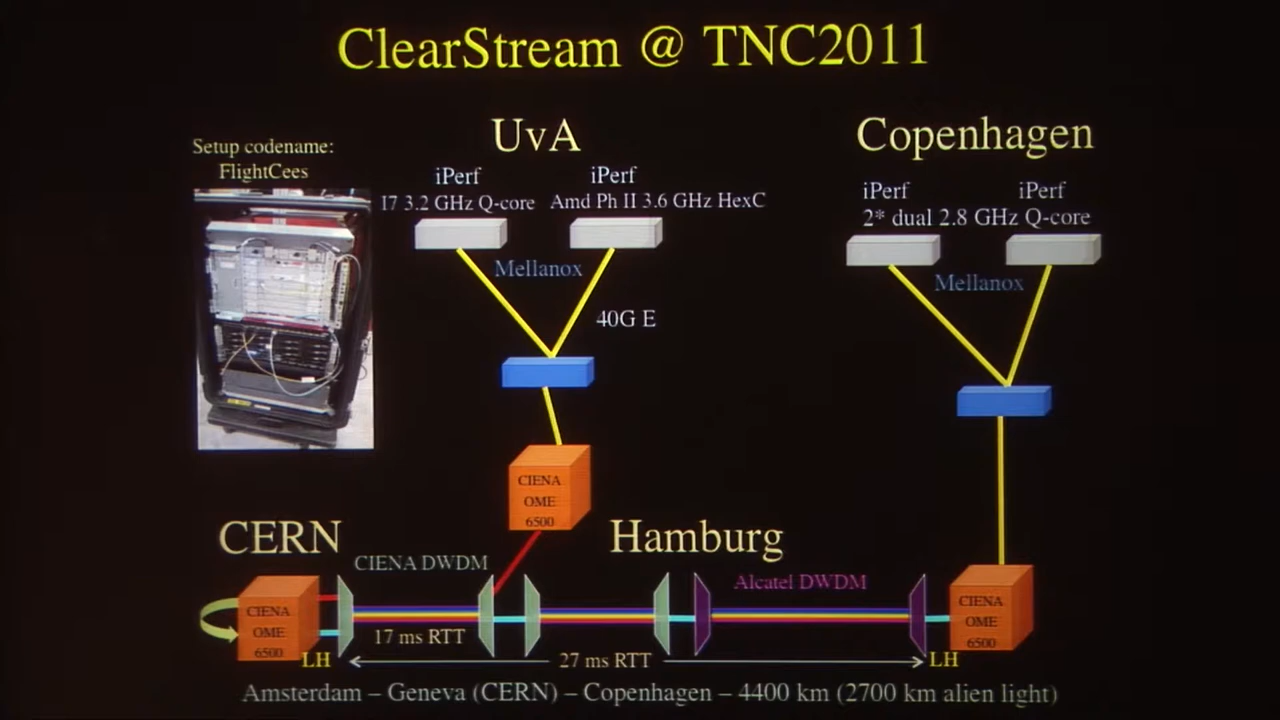 ClearStream @ TNC2011
Setup codename:
FlightCees
UvA
iPerf
iPerf
I7 3.2 GHz Q-core
Amd Ph II 3.6 GHz HexC
Mellanox
40G E
Copenhagen
iPerf
iPerf
2* dual 2.8 GHz Q-core
Mellanox
CIENA
OME
6500
CERN
Hamburg
CIENA DWDM
Alcatel DWDM
CIENA
OME
6500
CIENA
OME
6500
17 ms RTT
LH
27 ms RTT
LH
Amsterdam – Geneva (CERN) – Copenhagen – 4400 km (2700 km alien light)